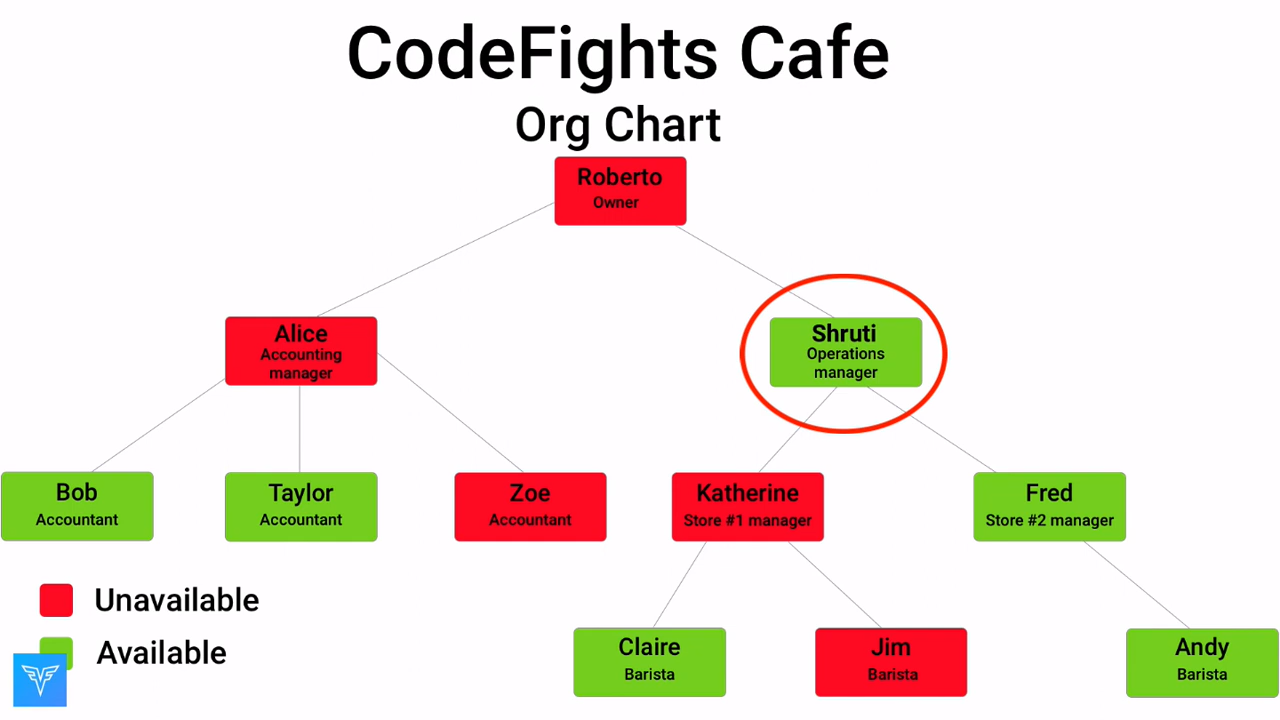 CodeFights Cafe
Org Chart
Roberto
Owner
Alice
Accounting
manager
Shruti
Operations
manager
Bob
Accountant
Taylor
Accountant
Zoe
Accountant
Katherine
Store #1 manager
Fred
Store #2 manager
Unavailable
Available
Claire
Barista
Jim
Barista
Andy
Barista